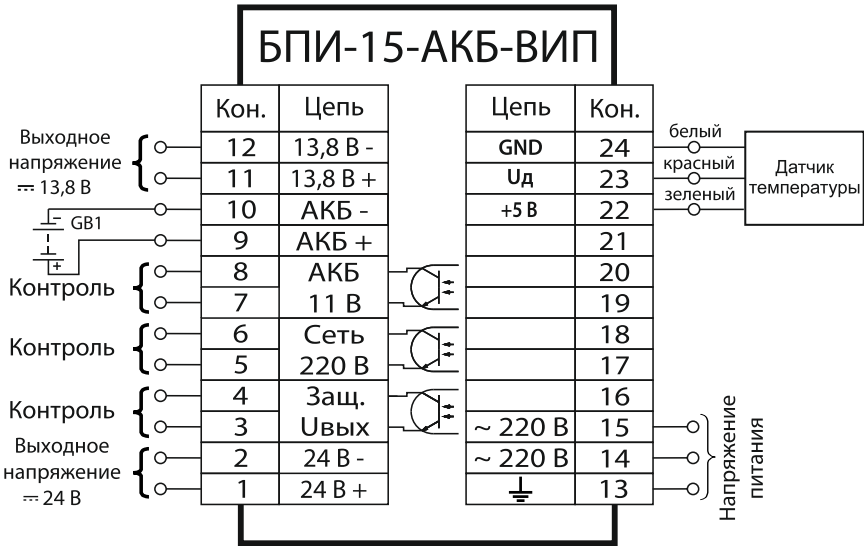 БПИ-15-АКБ-ВИП
Кон. Цепь
12 13,8 В -
11 13,8 В +
10 АКБ -
9 АКБ +
8 АКБ
7 11 В
6 Сеть
5 220 В
4 Защ.
3 Uвых
2 24 В -
1 24 В +
Выходное
напряжение
⎓ 13,8 В
- GB1
+
Контроль
Контроль
Контроль
Выходное
напряжение
⎓ 24 В
Цепь Кон.
GND 24
Uд 23
+5 В 22
21
20
19
18
17
16
~ 220 В 15
~ 220 В 14
13
белый
красный
зеленый
Датчик
температуры
Напряжение
питания